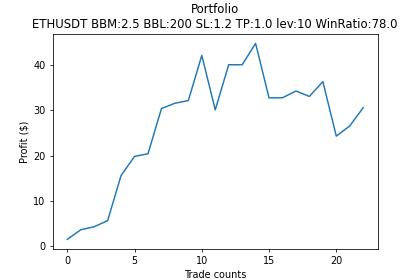 Portfolio
ETHUSDT BBM:2.5 BBL:200 SL:1.2 TP:1.0 lev:10 WinRatio:78.0
40
30
20
10
0
Profit ($)
0 5 10 15 20
Trade counts